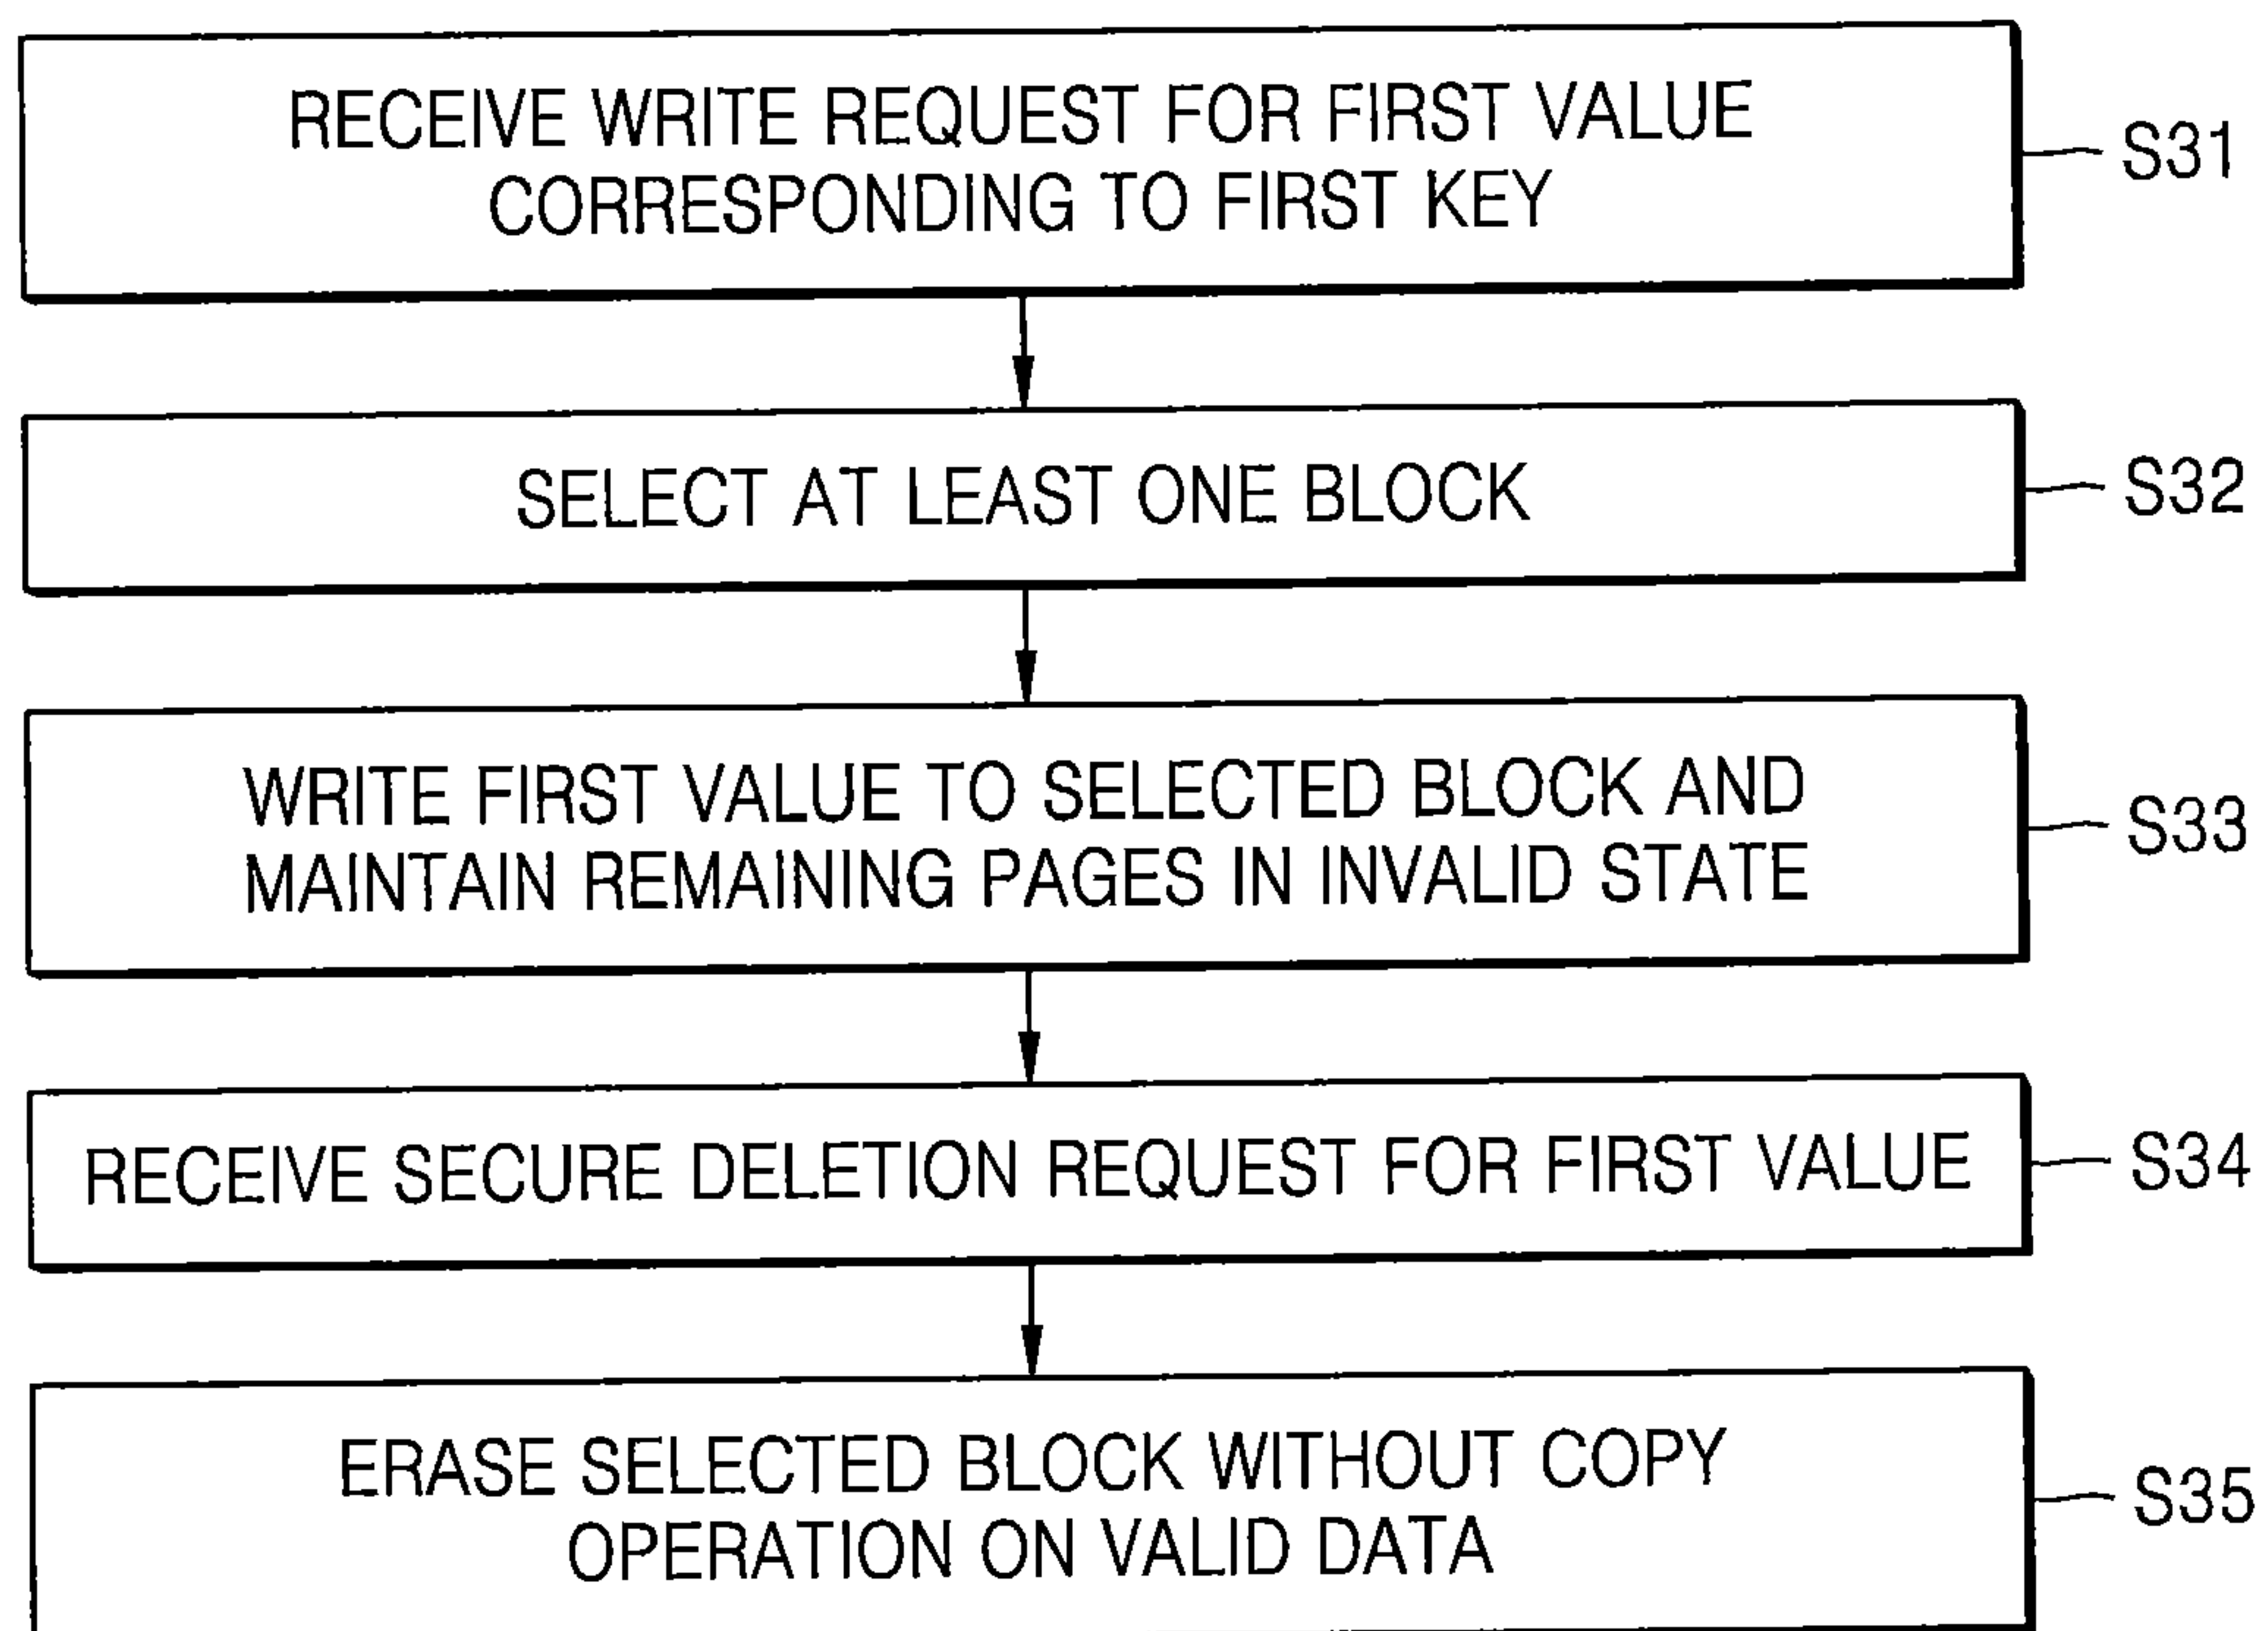 RECEIVE WRITE REQUEST FOR FIRST VALUE
CORRESPONDING TO FIRST KEY
S31
SELECT AT LEAST ONE BLOCK
S32
WRITE FIRST VALUE TO SELECTED BLOCK AND
MAINTAIN REMAINING PAGES IN INVALID STATE
S33
RECEIVE SECURE DELETION REQUEST FOR FIRST VALUE
S34
ERASE SELECTED BLOCK WITHOUT COPY
OPERATION ON VALID DATA
S35